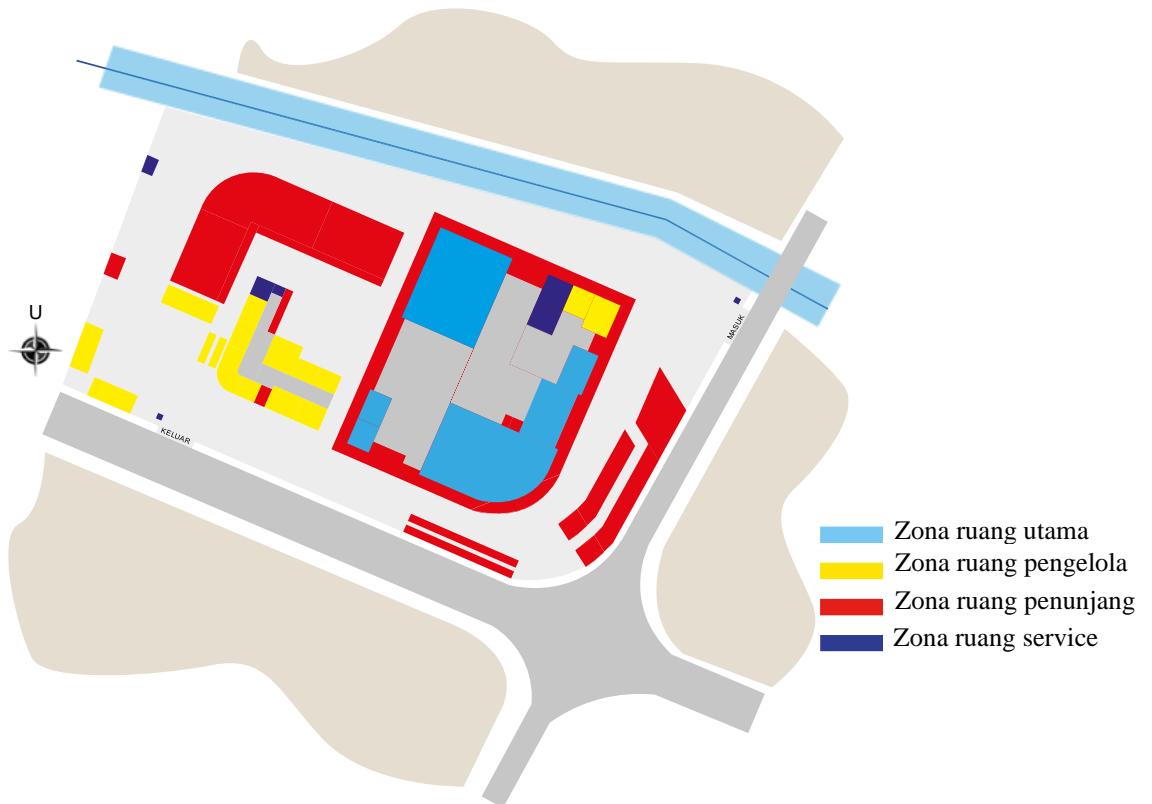 U
MASUK
KELUAR
Zona ruang utama
Zona ruang pengelola
Zona ruang penunjang
Zona ruang service